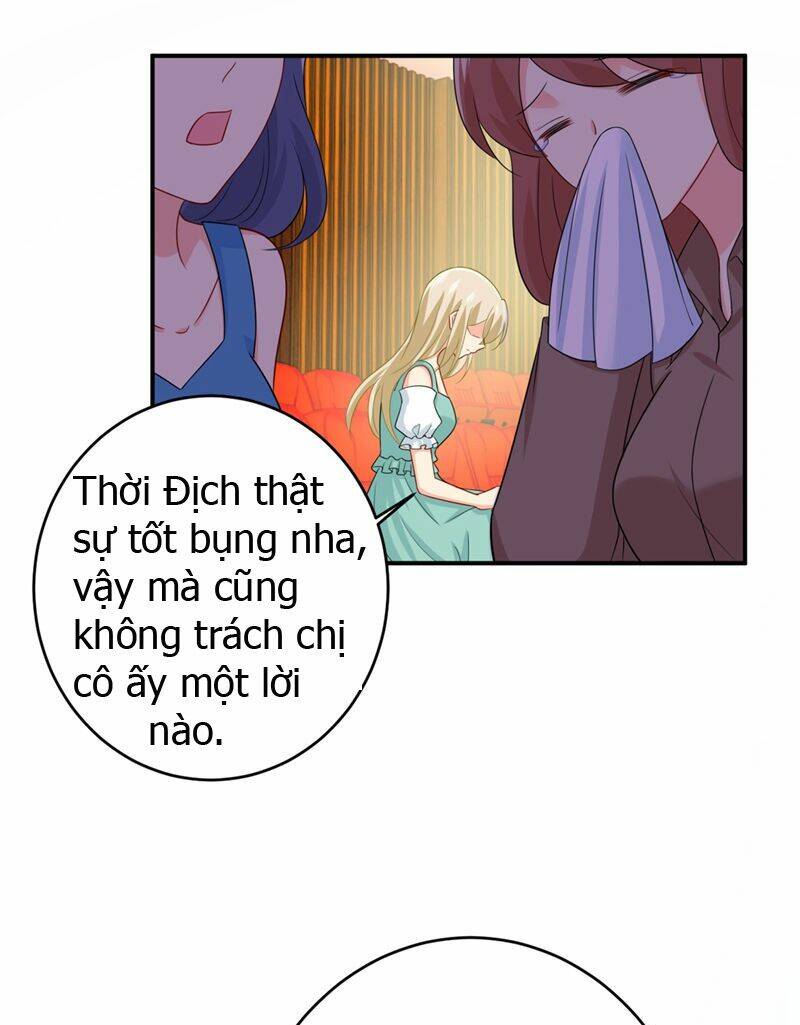 Thời Địch thật
sự tốt bụng nha,
vậy mà cũng
không trách chị
cô ấy một lời
nào.